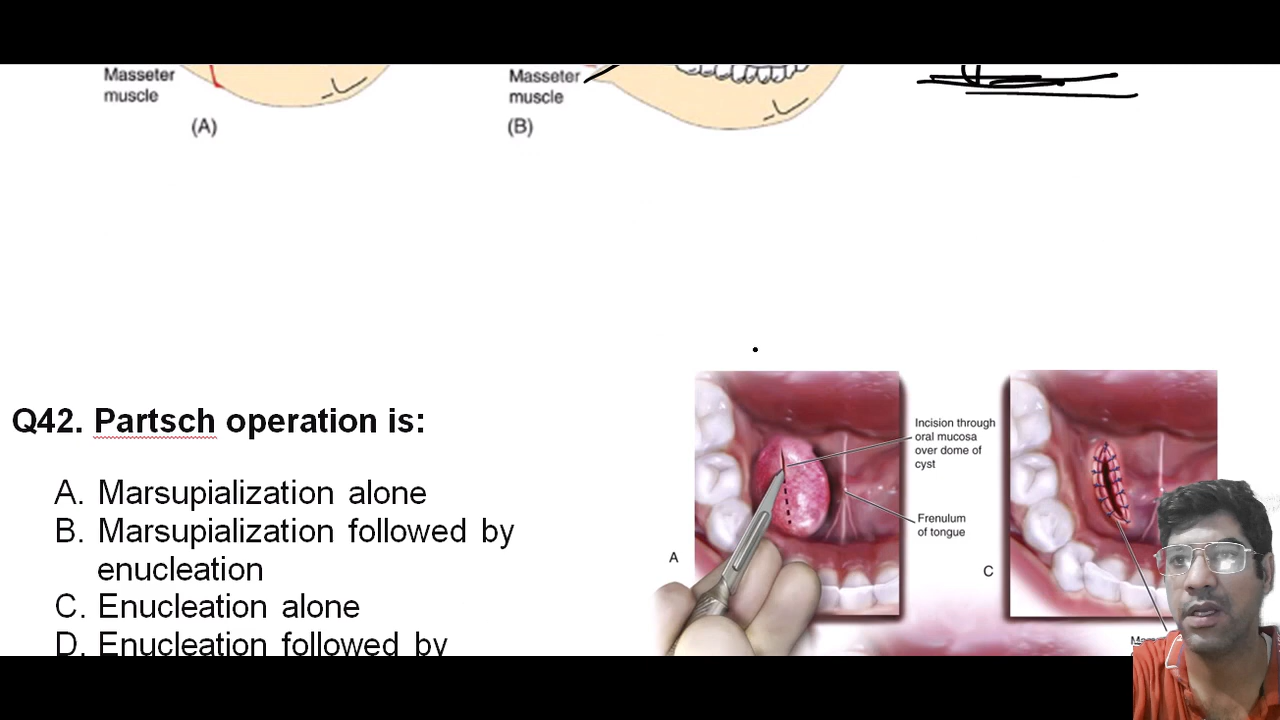 Masseter
muscle
(A)
Masseter
muscle
(B)
Q42. Partsch operation is:
A. Marsupialization alone
B. Marsupialization followed by
enucleation
C. Enucleation alone
D. Enucleation followed by
A
Incision through
oral mucosa
over dome of
cyst
Frenulum
of tongue
C